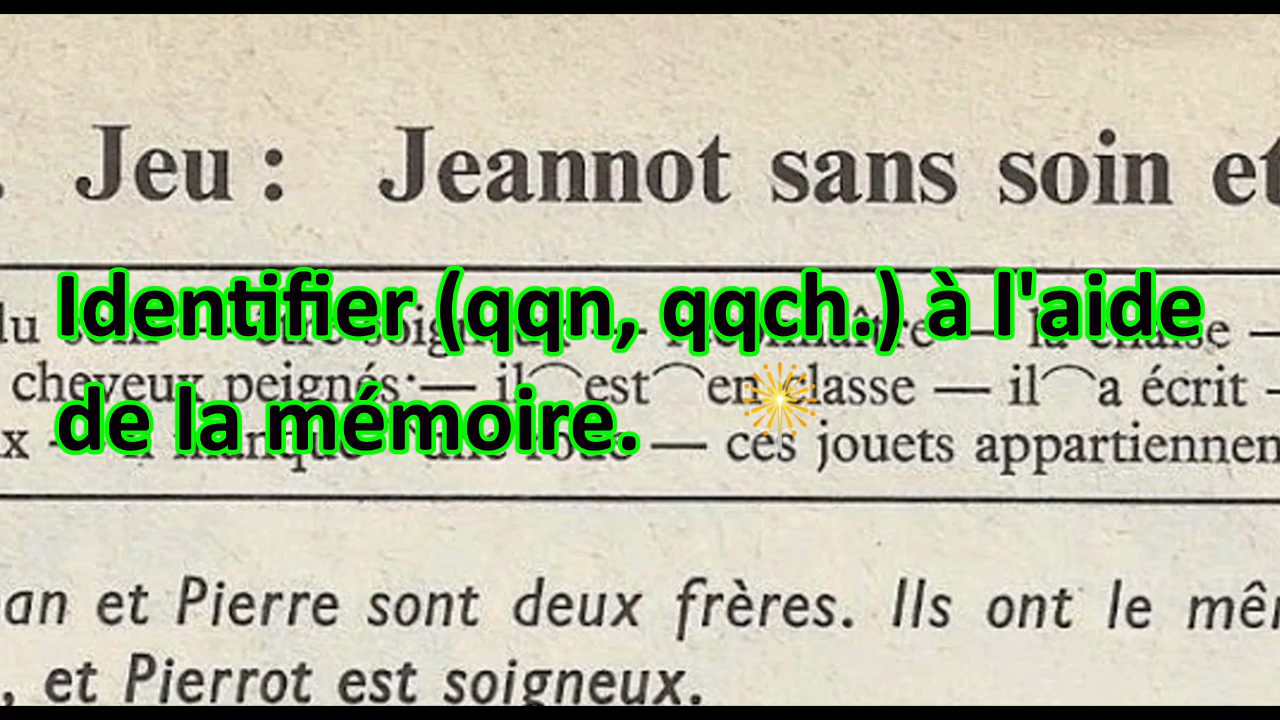 Jeu : Jeannot sans soin et
Identifier (qqn, qqch.) à l'aide
cheveux peignés — il est en classe — il a écrit —
de la mémoire.
— ces jouets appartiennen
an et Pierre sont deux frères. Ils ont le mê
, et Pierrot est soigneux.